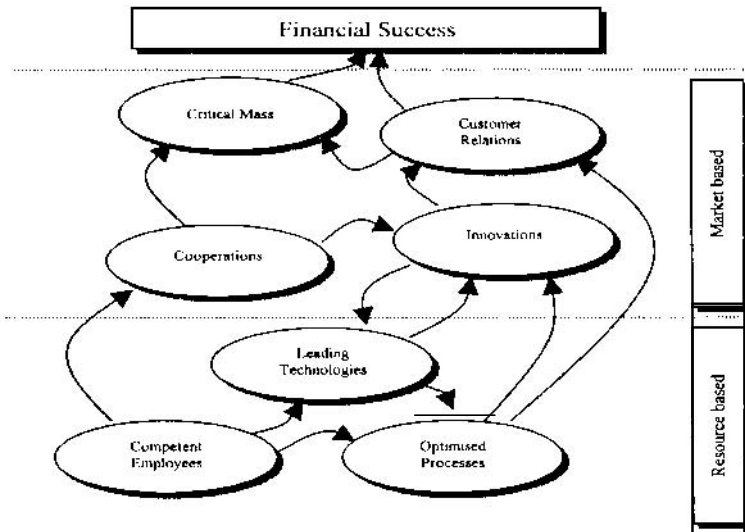 Financial Success
Critical Mass
Customer
Relations
Cooperations
Innovations
Market based
Leading
Technologies
Competent
Employees
Optimised
Processes
Resource based